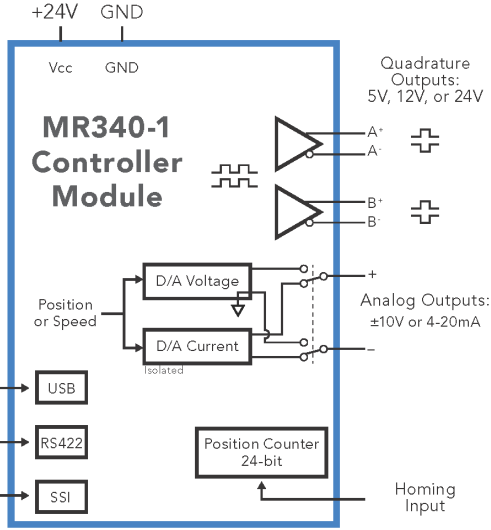 +24V GND
Vcc GND
MR340-1
Controller
Module
Quadrature
Outputs:
5V, 12V, or 24V
A+
A-
B+
B-
D/A Voltage
+
Position
or Speed
Analog Outputs:
±10V or 4-20mA
D/A Current
–
Isolated
USB
RS422
Position Counter
24-bit
SSI
Homing
Input